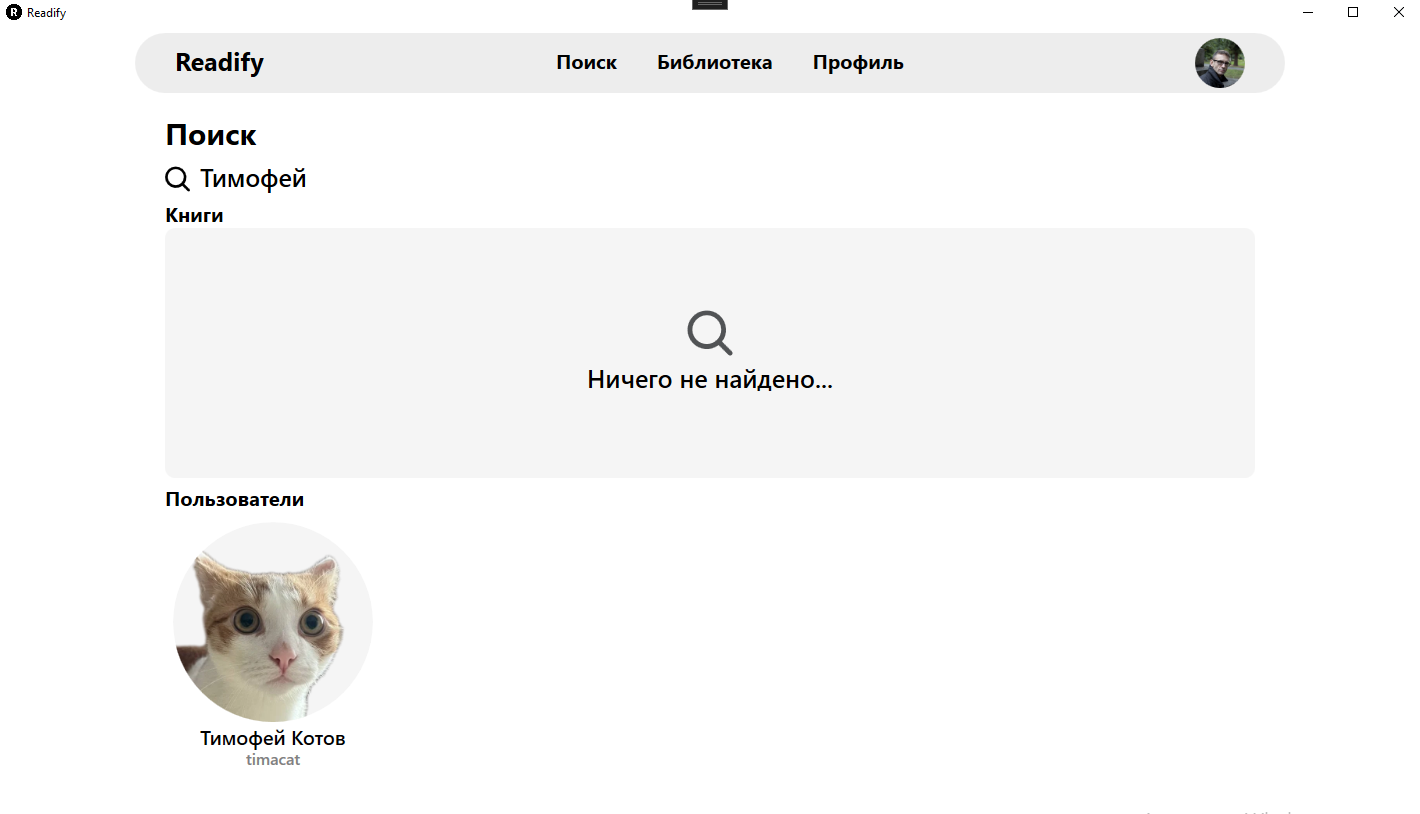 R Readify
Readify Поиск Библиотека Профиль
Поиск
Тимофей
Книги
Ничего не найдено...
Пользователи
Тимофей Котов
timacat